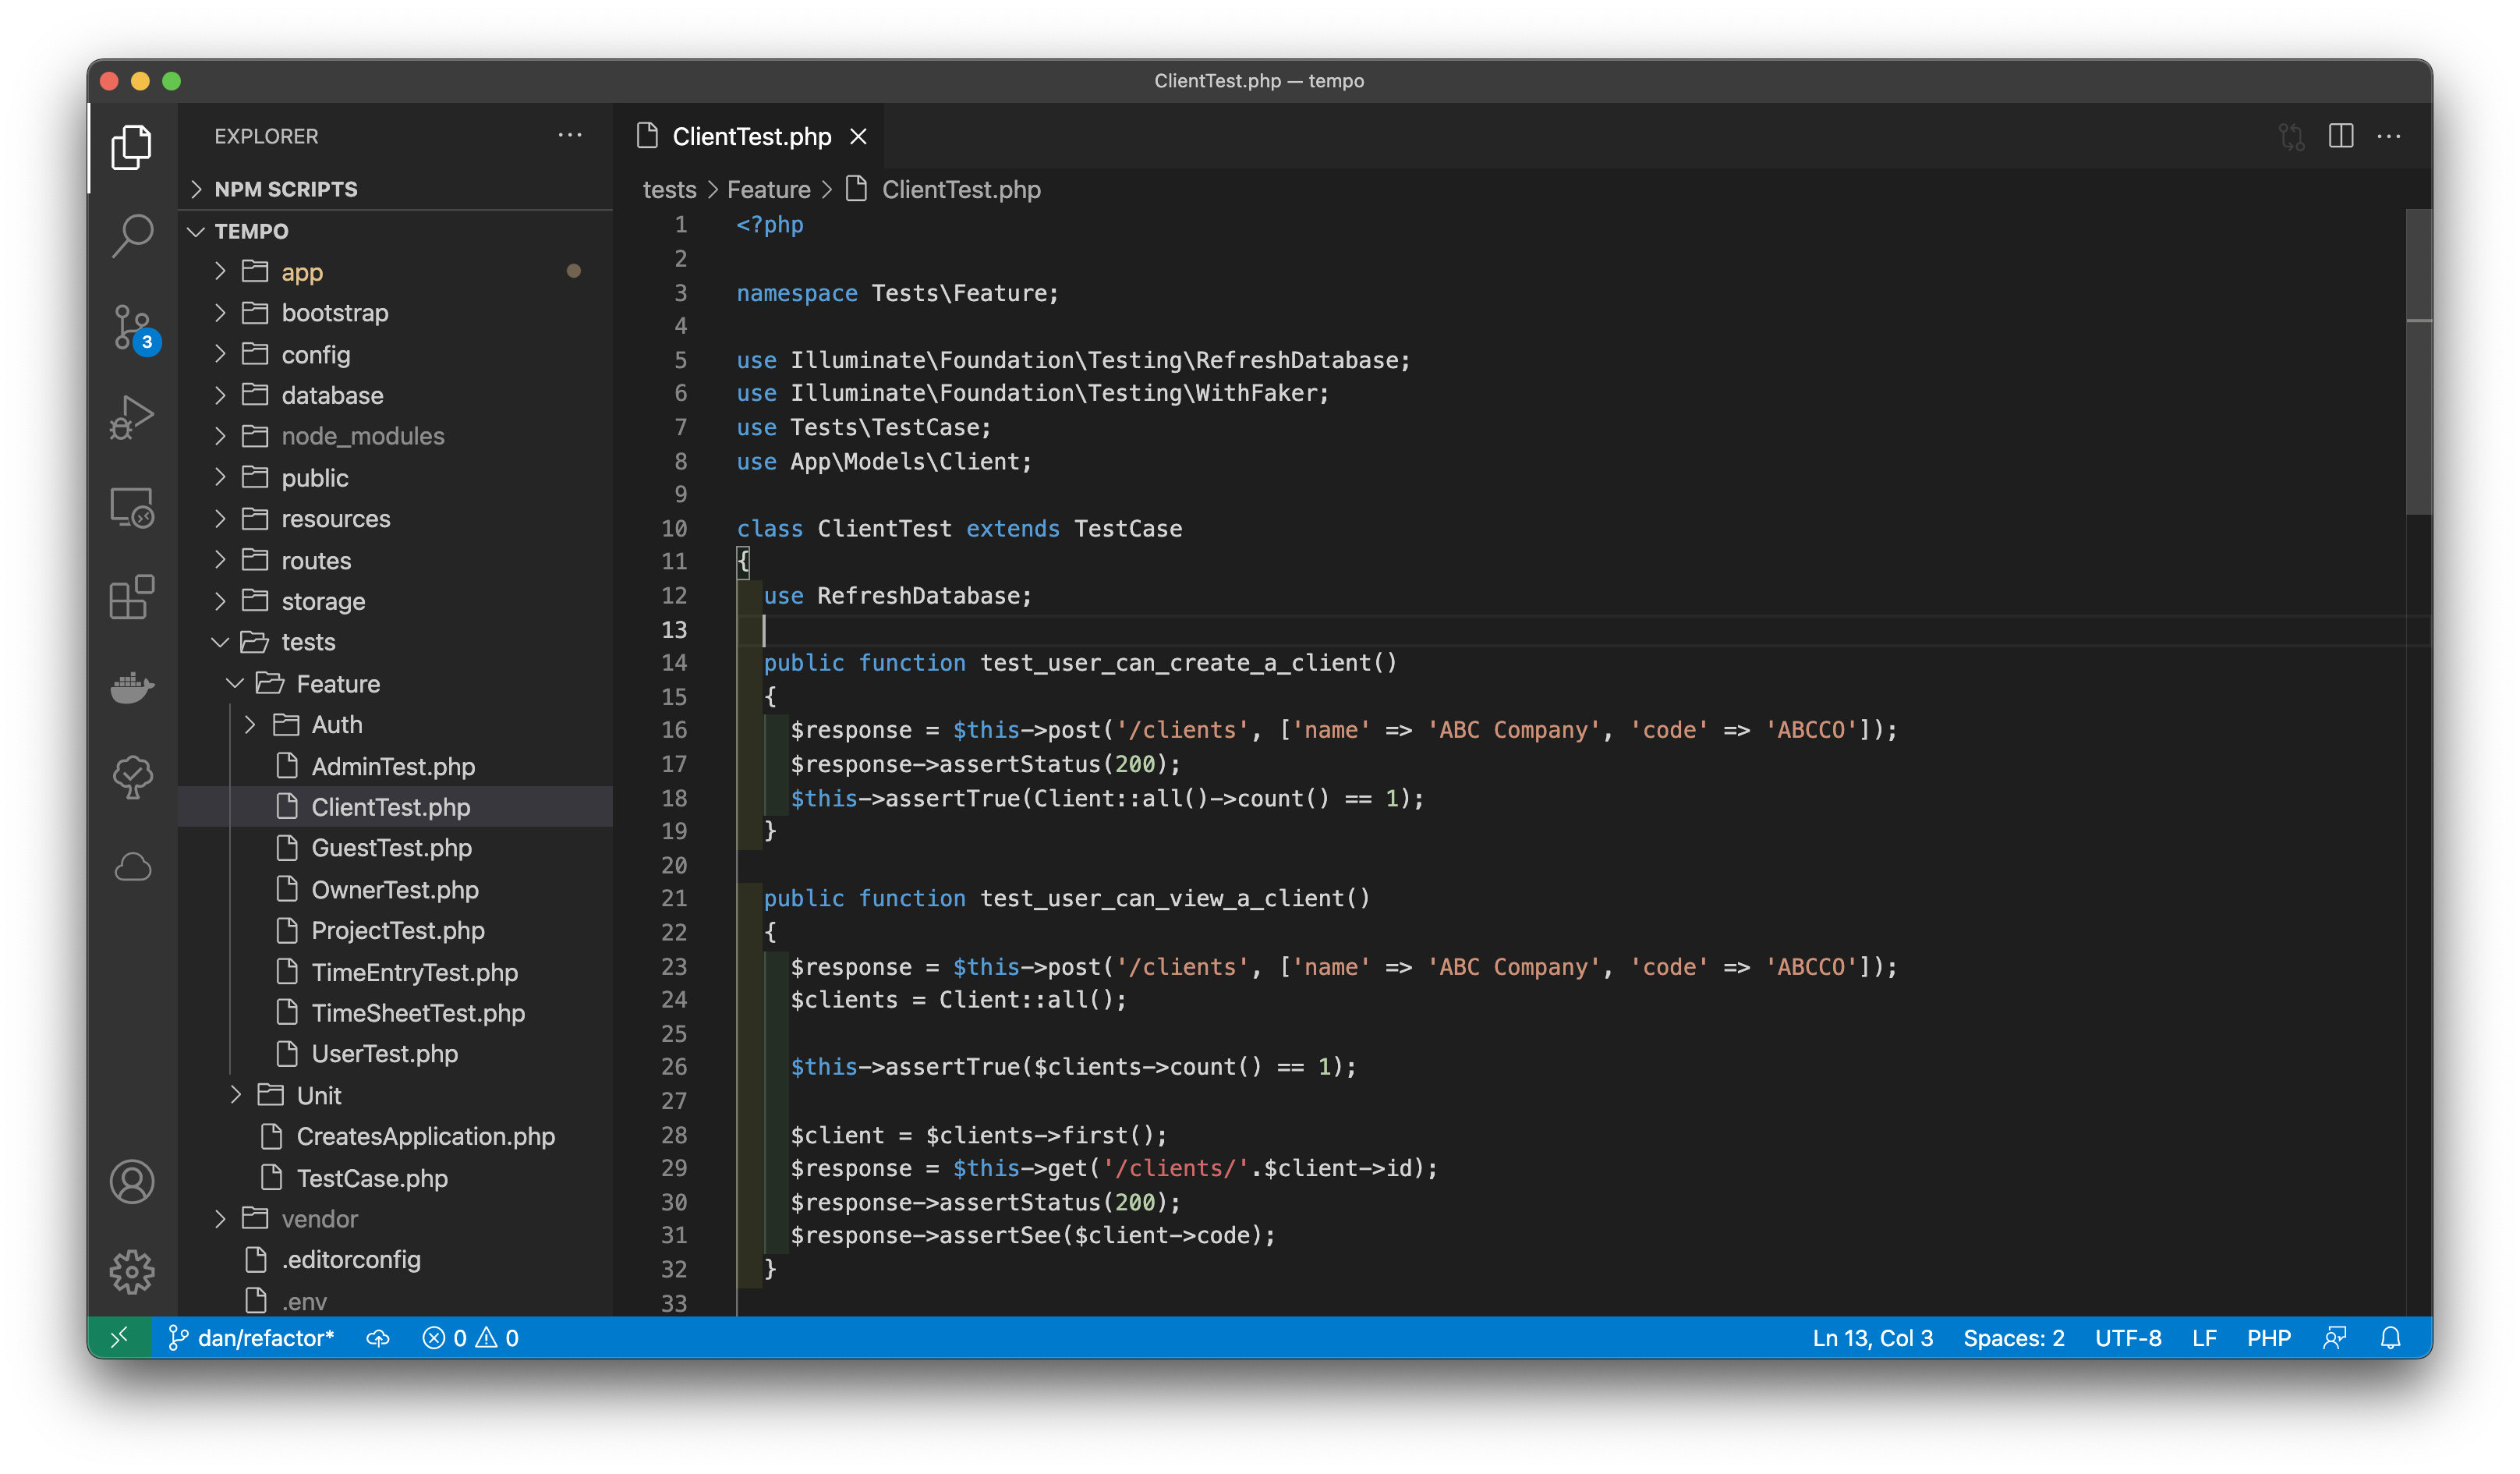 ClientTest.php — tempo
EXPLORER
NPM SCRIPTS
TEMPO
app
bootstrap
config
database
node_modules
public
resources
routes
storage
tests
Feature
Auth
AdminTest.php
ClientTest.php
GuestTest.php
OwnerTest.php
ProjectTest.php
TimeEntryTest.php
TimeSheetTest.php
UserTest.php
Unit
CreatesApplication.php
TestCase.php
vendor
.editorconfig
.env
3
ClientTest.php
tests > Feature > ClientTest.php
1 <?php
2
3 namespace Tests\Feature;
4
5 use Illuminate\Foundation\Testing\RefreshDatabase;
6 use Illuminate\Foundation\Testing\WithFaker;
7 use Tests\TestCase;
8 use App\Models\Client;
9
10 class ClientTest extends TestCase
11 {
12   use RefreshDatabase;
13
14   public function test_user_can_create_a_client()
15   {
16     $response = $this->post('/clients', ['name' => 'ABC Company', 'code' => 'ABCCO']);
17     $response->assertStatus(200);
18     $this->assertTrue(Client::all()->count() == 1);
19   }
20
21   public function test_user_can_view_a_client()
22   {
23     $response = $this->post('/clients', ['name' => 'ABC Company', 'code' => 'ABCCO']);
24     $clients = Client::all();
25
26     $this->assertTrue($clients->count() == 1);
27
28     $client = $clients->first();
29     $response = $this->get('/clients/'.$client->id);
30     $response->assertStatus(200);
31     $response->assertSee($client->code);
32   }
33
dan/refactor* 0 0 Ln 13, Col 3 Spaces: 2 UTF-8 LF PHP